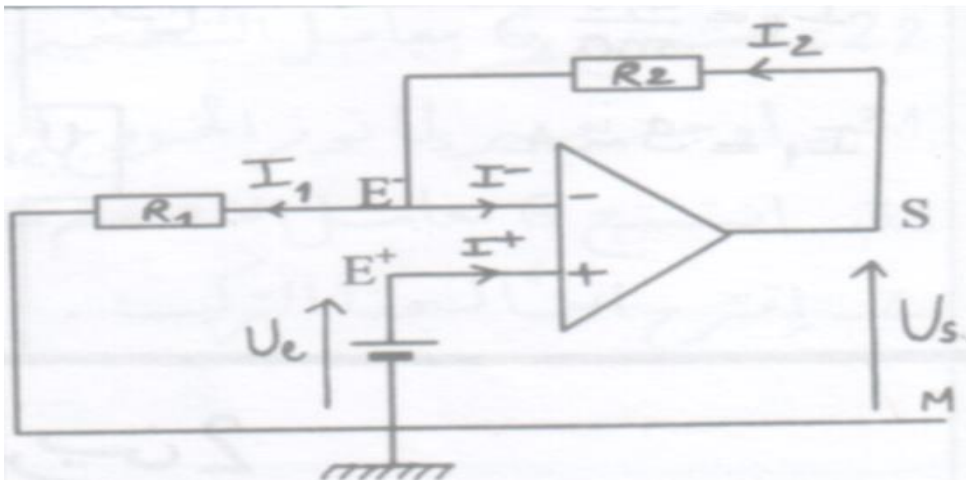 I2
R2
I1
E-
I-
-
R1
S
I+
E+
+
Ue
Us
M